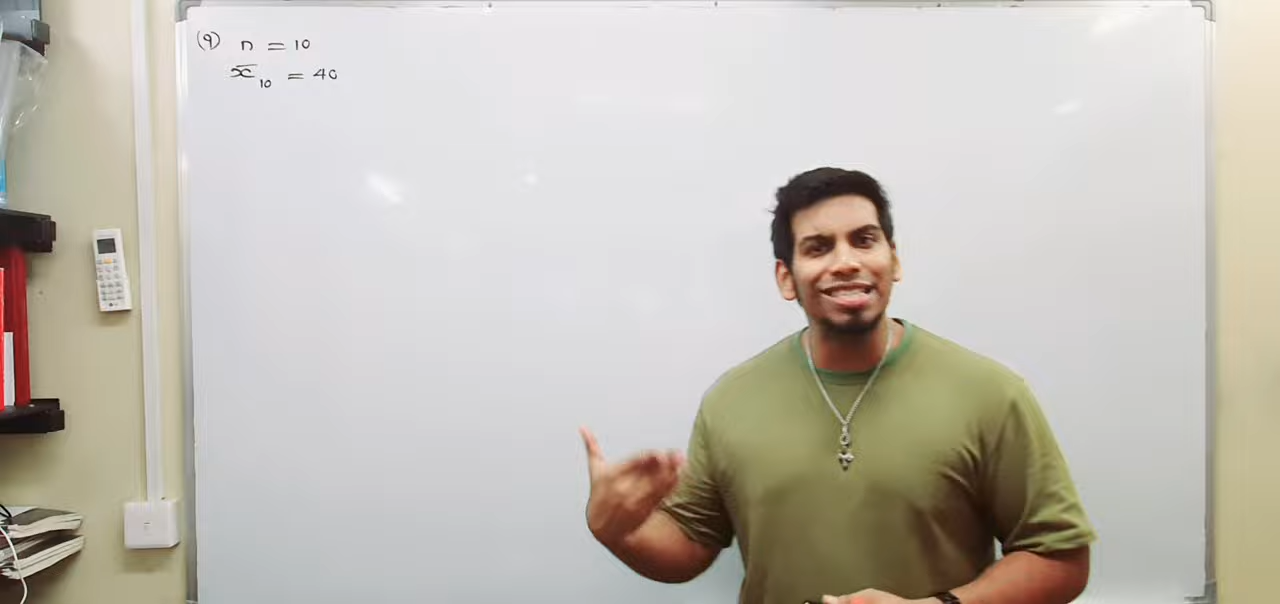 (9) n = 10
x̄₁₀ = 40